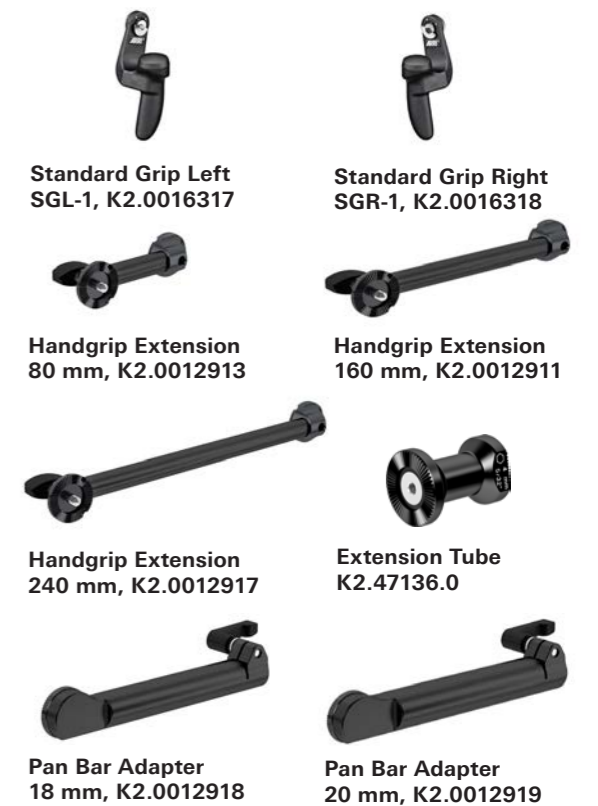 Standard Grip Left
SGL-1, K2.0016317
Standard Grip Right
SGR-1, K2.0016318
Handgrip Extension
80 mm, K2.0012913
Handgrip Extension
160 mm, K2.0012911
Handgrip Extension
240 mm, K2.0012917
Extension Tube
K2.47136.0
Pan Bar Adapter
18 mm, K2.0012918
Pan Bar Adapter
20 mm, K2.0012919